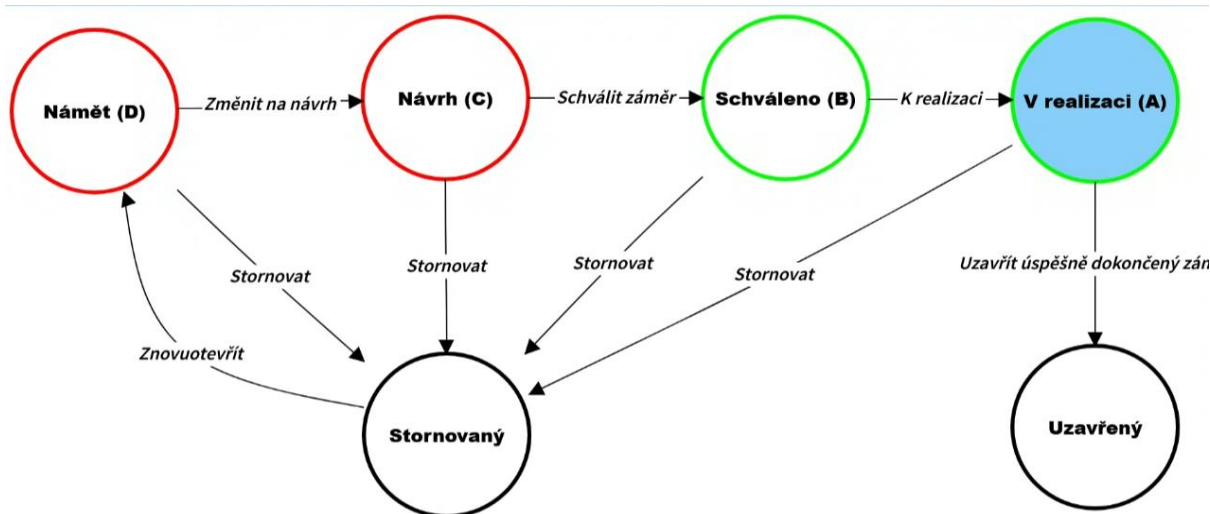 Námět (D)
Změnit na návrh
Návrh (C)
Schválit záměr
Schváleno (B)
K realizaci
V realizaci (A)
Stornovat
Stornovat
Stornovat
Stornovat
Uzavřít úspěšně dokončený zám
Znovuotevřít
Stornovaný
Uzavřený